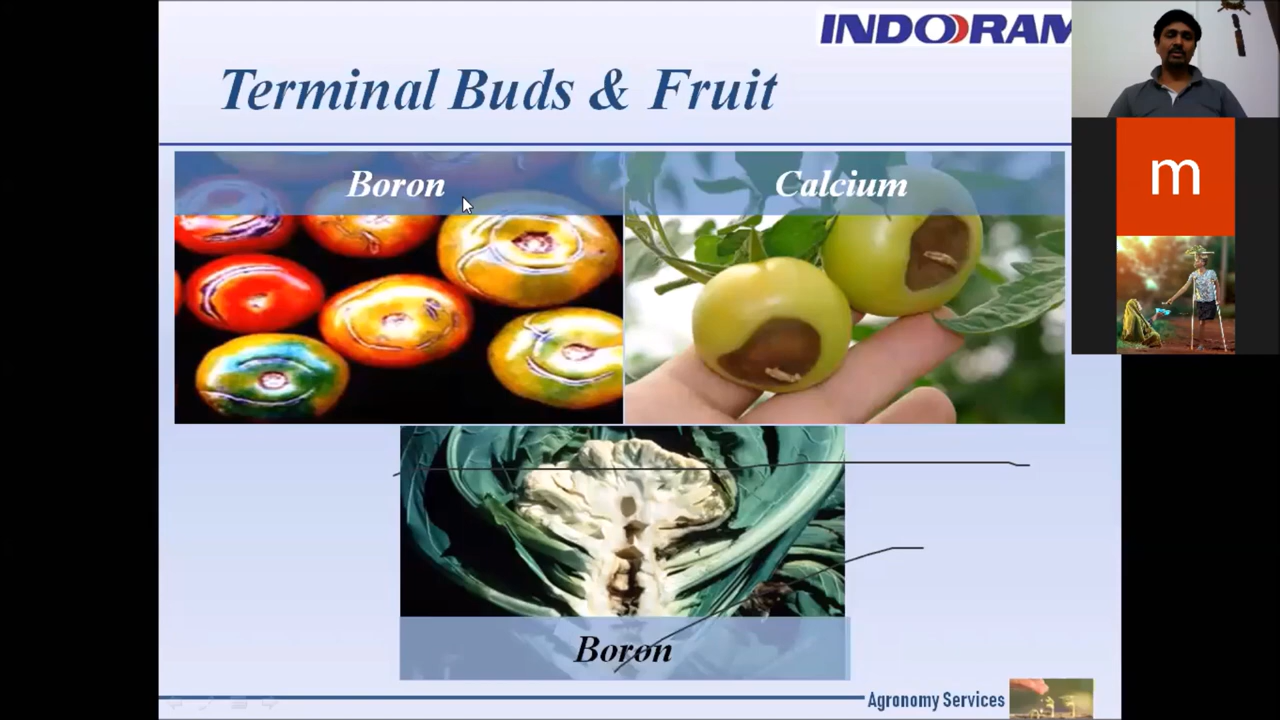 INDORAM
Terminal Buds & Fruit
m
Boron
Calcium
Boron
Agronomy Services